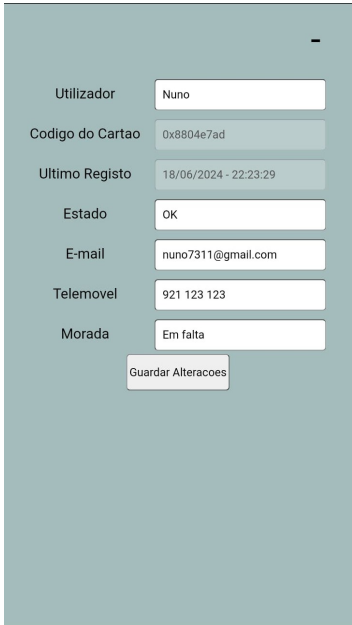 -
Utilizador Nuno
Codigo do Cartao 0x8804e7ad
Ultimo Registo 18/06/2024 - 22:23:29
Estado OK
E-mail nuno7311@gmail.com
Telemovel 921 123 123
Morada Em falta
Guardar Alteracoes